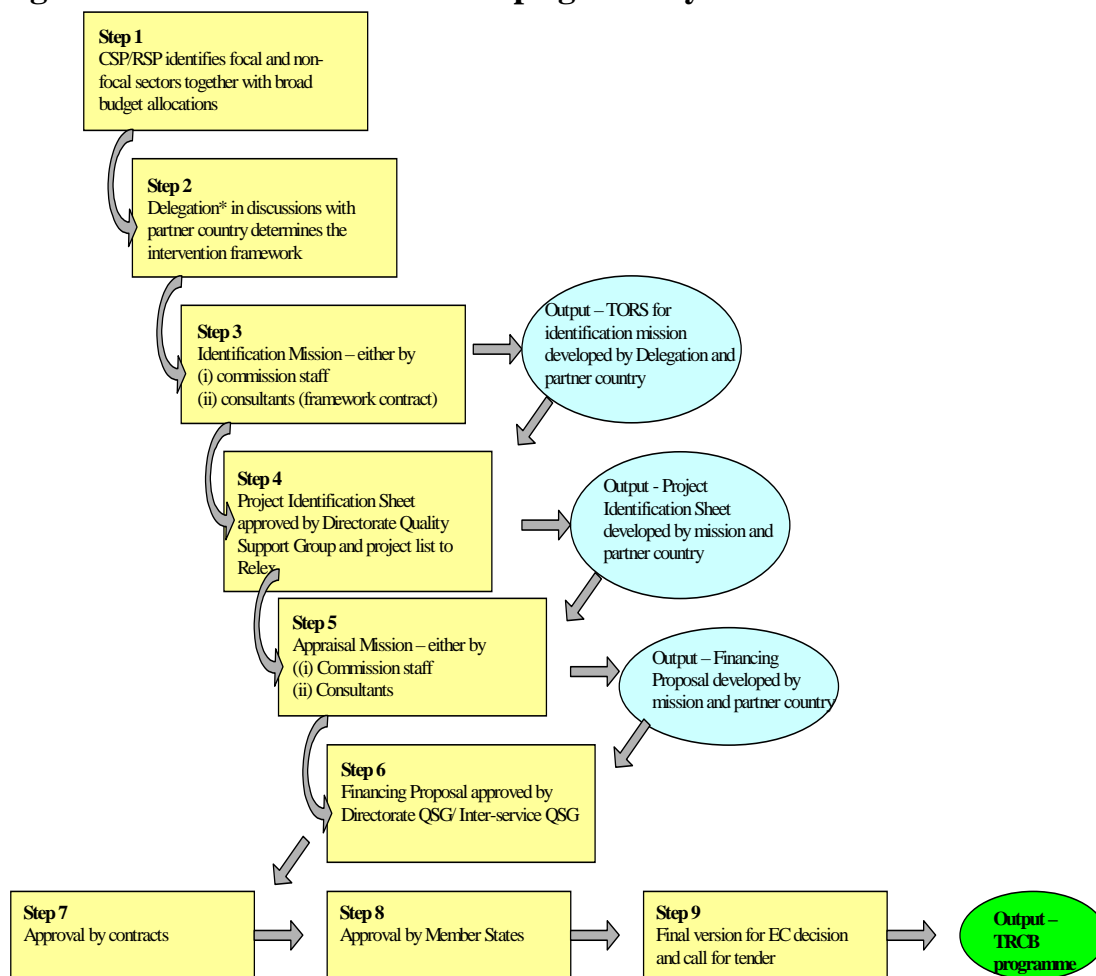 Step 1
CSP/RSP identifies focal and non-
focal sectors together with broad
budget allocations
Step 2
Delegation* in discussions with
partner country determines the
intervention framework
Step 3
Identification Mission – either by
(i) commission staff
(ii) consultants (framework contract)
Output – TORS for
identification mission
developed by Delegation and
partner country
Step 4
Project Identification Sheet
approved by Directorate Quality
Support Group and project list to
Relex
Output - Project
Identification Sheet
developed by mission and
partner country
Step 5
Appraisal Mission – either by
((i) Commission staff
(ii) Consultants
Output – Financing
Proposal developed by
mission and partner country
Step 6
Financing Proposal approved by
Directorate QSG/ Inter-service QSG
Step 7
Approval by contracts
Step 8
Approval by Member States
Step 9
Final version for EC decision
and call for tender
Output –
TRCB
programme